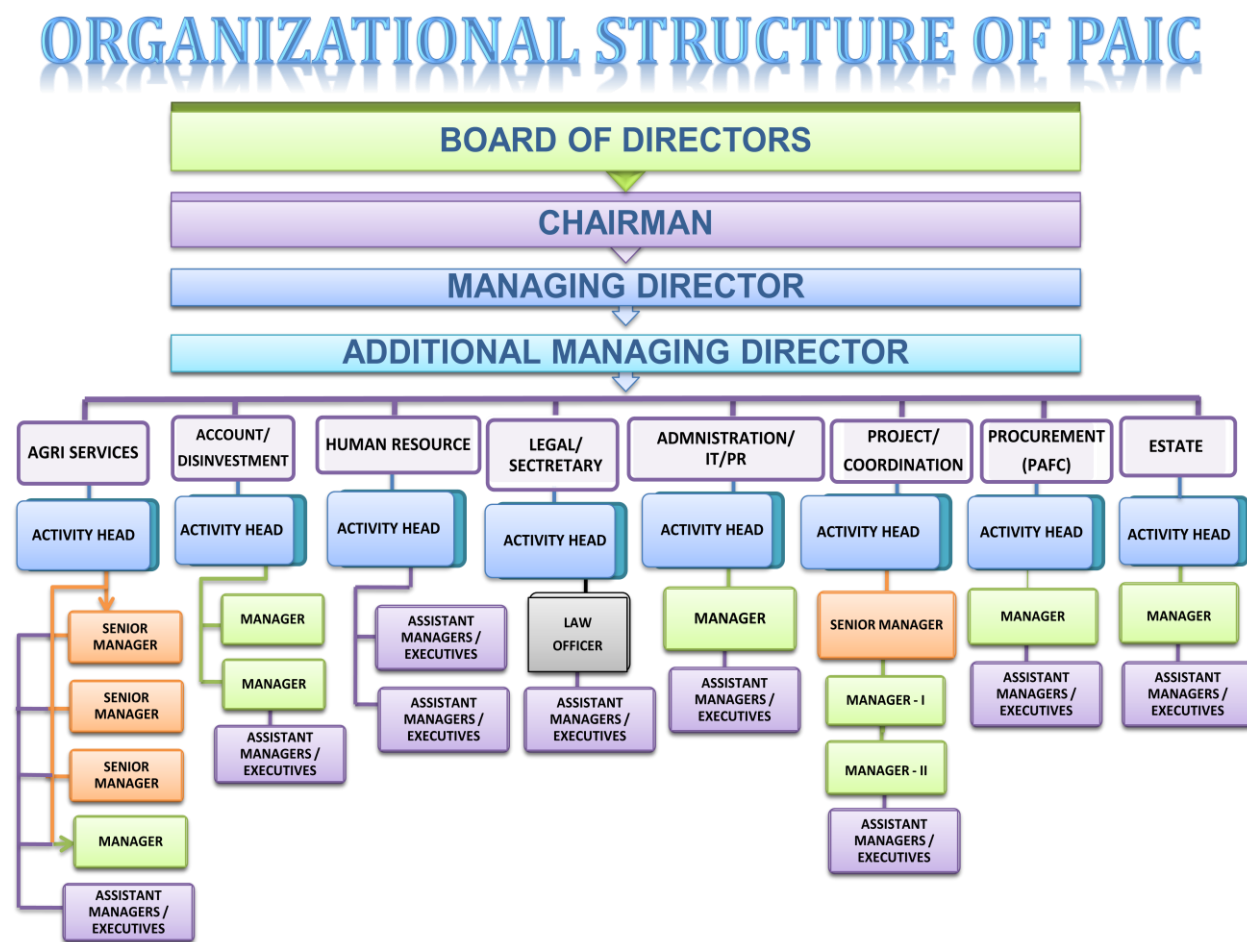 ORGANIZATIONAL STRUCTURE OF PAIC
BOARD OF DIRECTORS
CHAIRMAN
MANAGING DIRECTOR
ADDITIONAL MANAGING DIRECTOR
AGRI SERVICES
ACTIVITY HEAD
SENIOR
MANAGER
SENIOR
MANAGER
SENIOR
MANAGER
MANAGER
ASSISTANT
MANAGERS /
EXECUTIVES
ACCOUNT/
DISINVESTMENT
ACTIVITY HEAD
MANAGER
MANAGER
ASSISTANT
MANAGERS /
EXECUTIVES
HUMAN RESOURCE
ACTIVITY HEAD
ASSISTANT
MANAGERS /
EXECUTIVES
ASSISTANT
MANAGERS /
EXECUTIVES
LEGAL/
SECTRETARY
ACTIVITY HEAD
LAW
OFFICER
ASSISTANT
MANAGERS /
EXECUTIVES
ADMNISTRATION/
IT/PR
ACTIVITY HEAD
MANAGER
ASSISTANT
MANAGERS /
EXECUTIVES
PROJECT/
COORDINATION
ACTIVITY HEAD
SENIOR MANAGER
MANAGER - I
MANAGER - II
ASSISTANT
MANAGERS /
EXECUTIVES
PROCUREMENT
(PAFC)
ACTIVITY HEAD
MANAGER
ASSISTANT
MANAGERS /
EXECUTIVES
ESTATE
ACTIVITY HEAD
MANAGER
ASSISTANT
MANAGERS /
EXECUTIVES